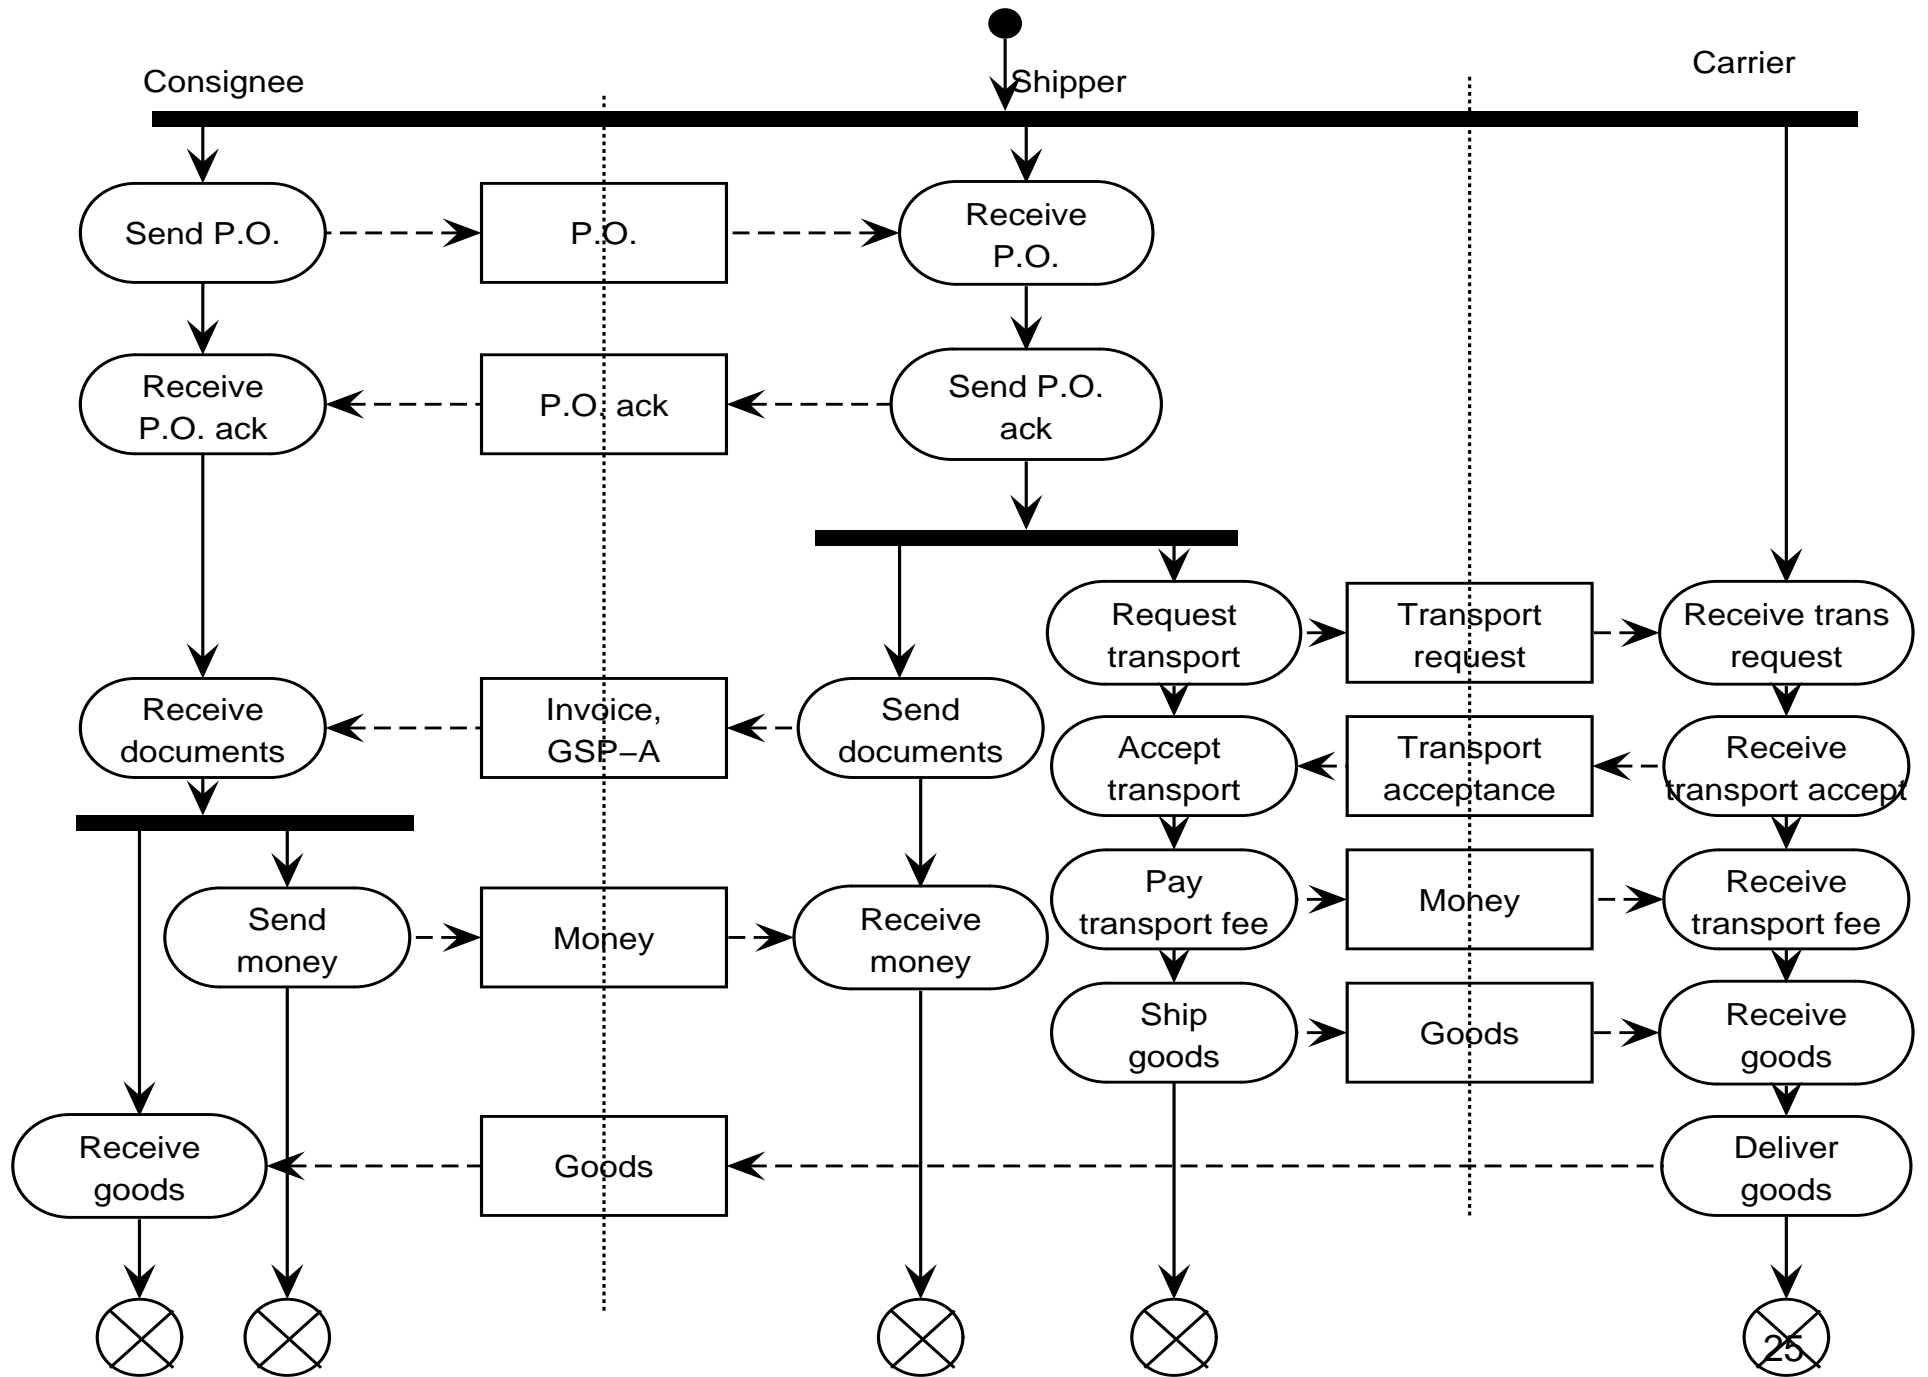 Consignee
Shipper
Carrier
Send P.O.
P.O.
Receive
P.O.
Receive
P.O. ack
P.O. ack
Send P.O.
ack
Request
transport
Transport
request
Receive trans
request
Receive
documents
Invoice,
GSP–A
Send
documents
Accept
transport
Transport
acceptance
Receive
transport accept
Send
money
Money
Receive
money
Pay
transport fee
Money
Receive
transport fee
Ship
goods
Goods
Receive
goods
Receive
goods
Goods
Deliver
goods
25